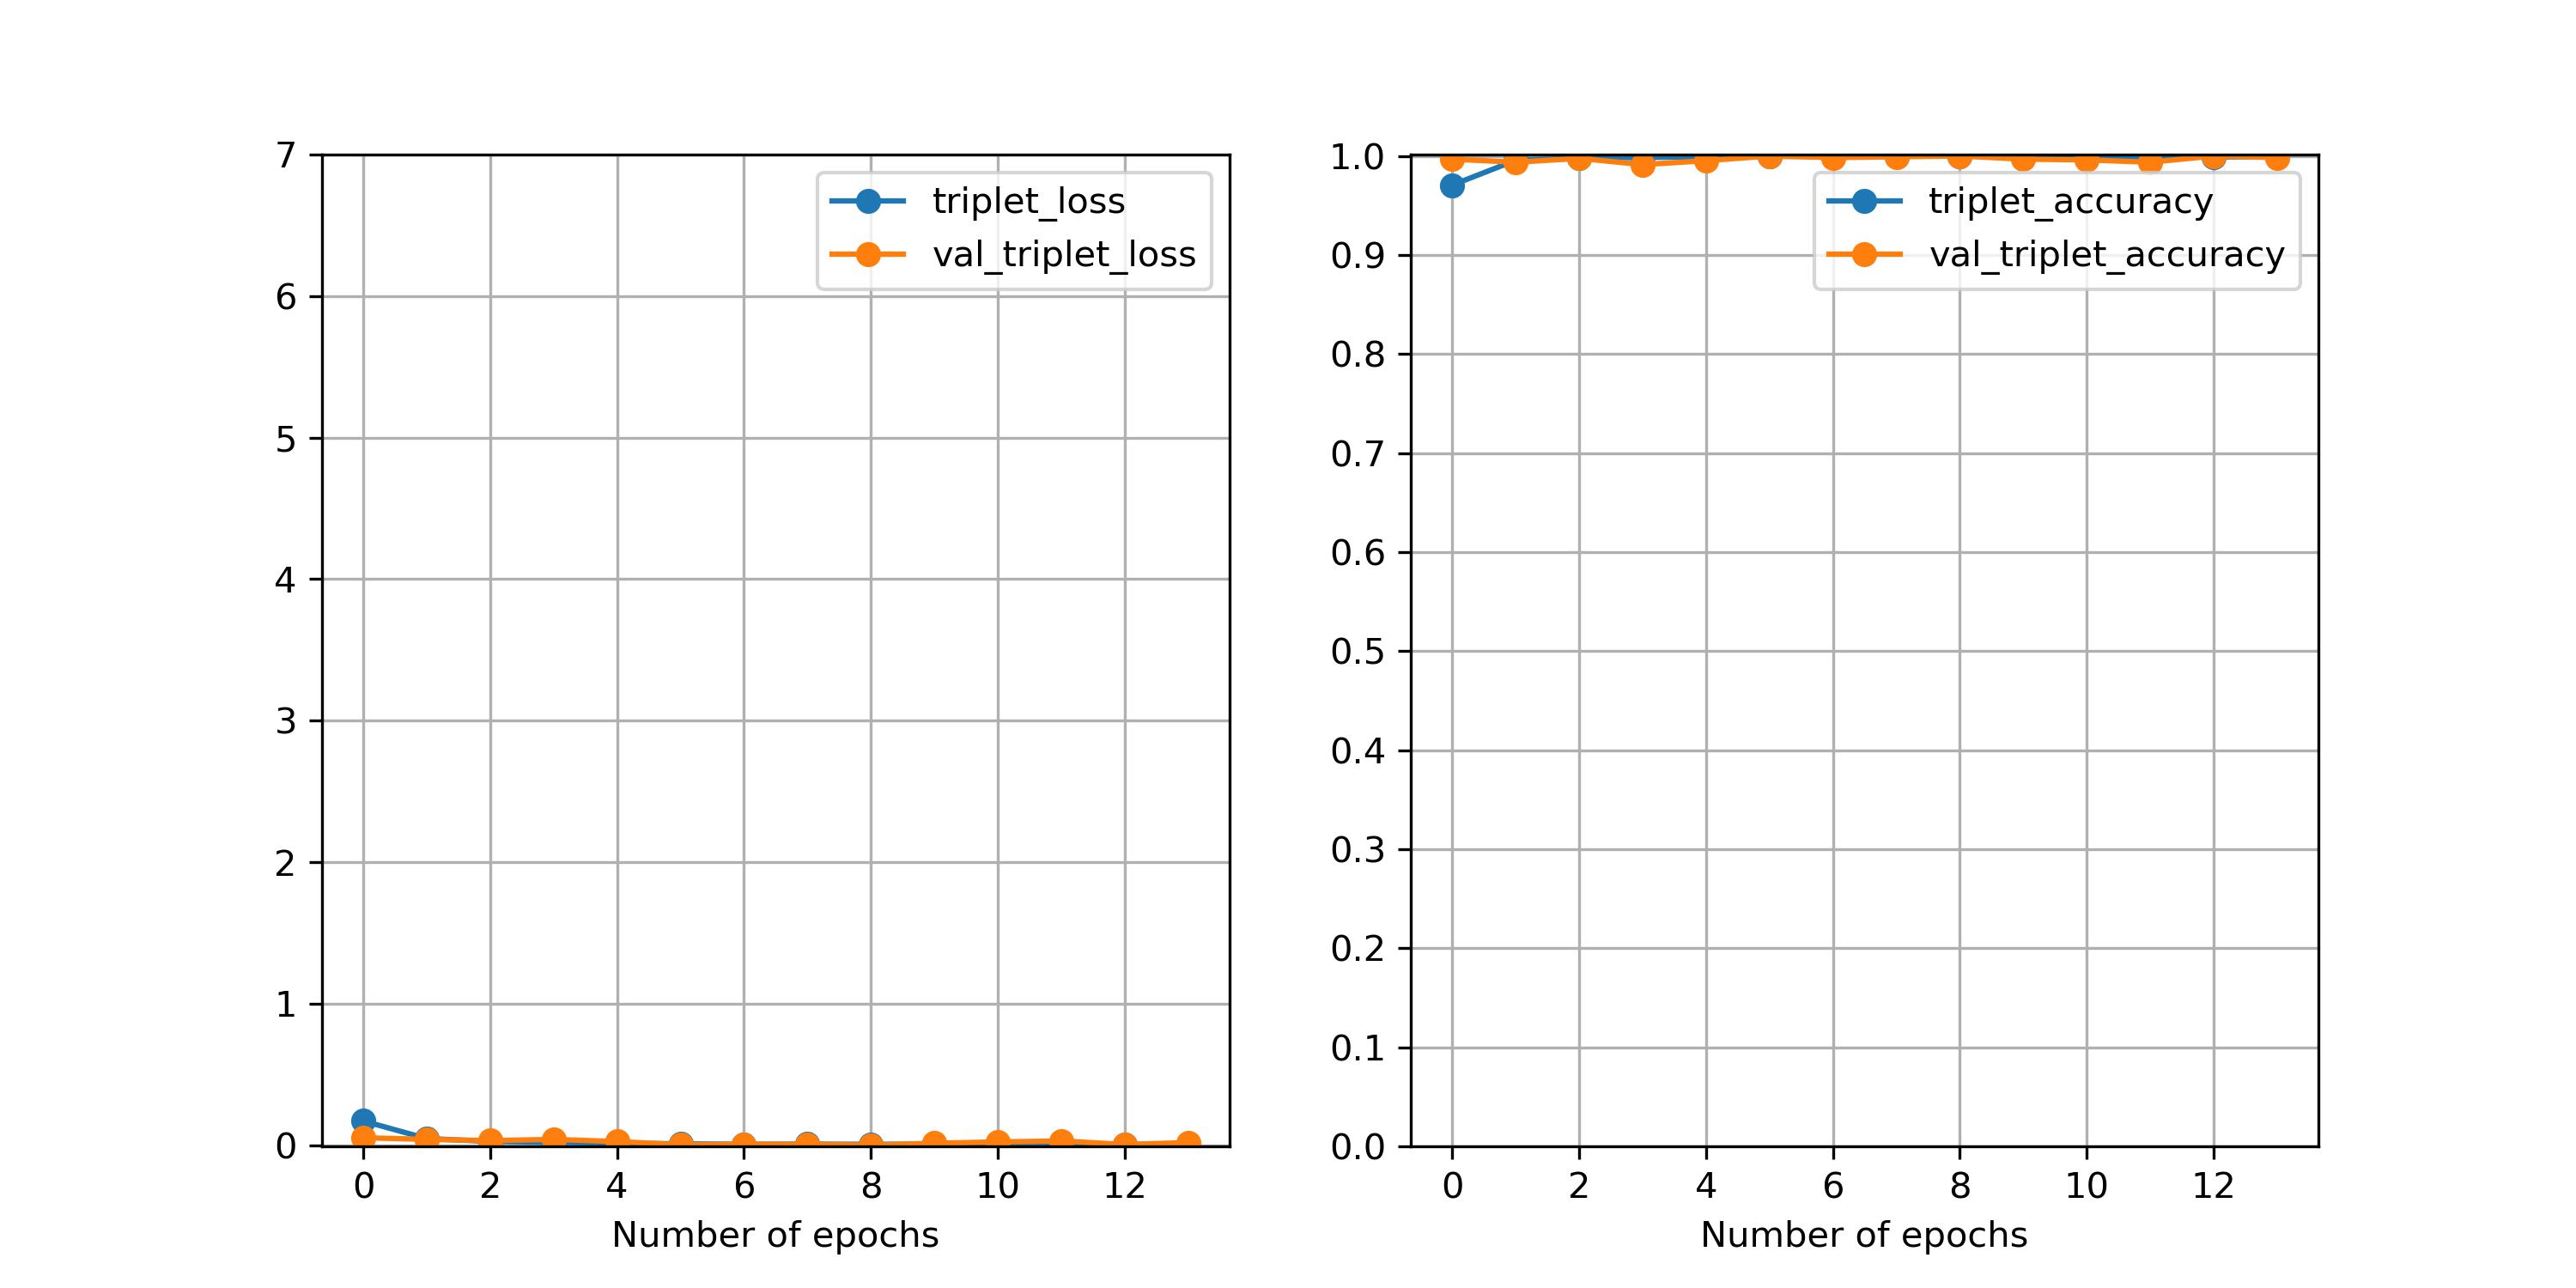 7
6
5
4
3
2
1
0
triplet_loss
val_triplet_loss
0 2 4 6 8 10 12
Number of epochs
1.0
0.9
0.8
0.7
0.6
0.5
0.4
0.3
0.2
0.1
0.0
triplet_accuracy
val_triplet_accuracy
0 2 4 6 8 10 12
Number of epochs